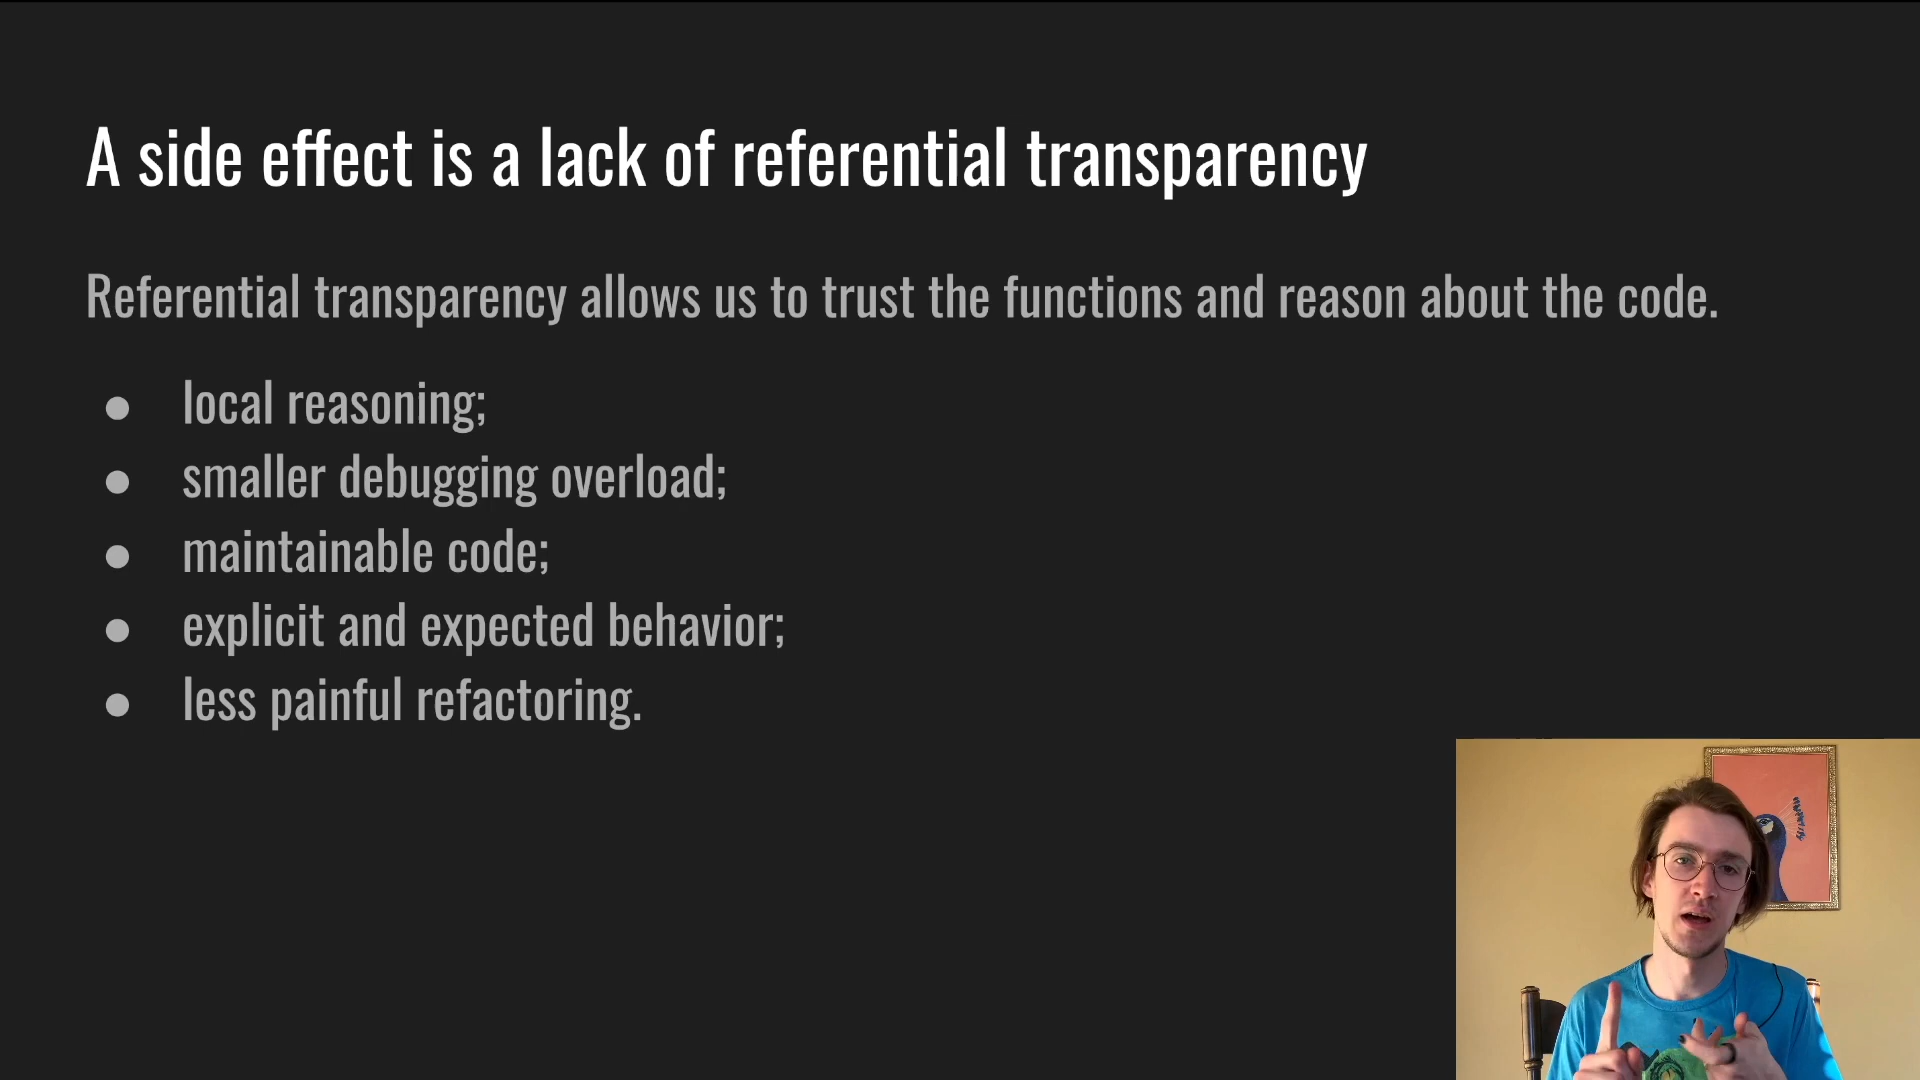 A side effect is a lack of referential transparency
Referential transparency allows us to trust the functions and reason about the code.
● local reasoning;
● smaller debugging overload;
● maintainable code;
● explicit and expected behavior;
● less painful refactoring.